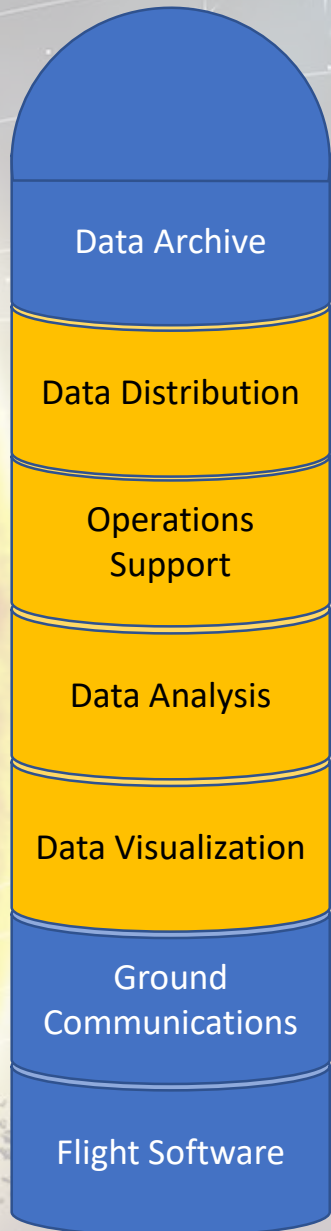 Data Archive
Data Distribution
Operations
Support
Data Analysis
Data Visualization
Ground
Communications
Flight Software